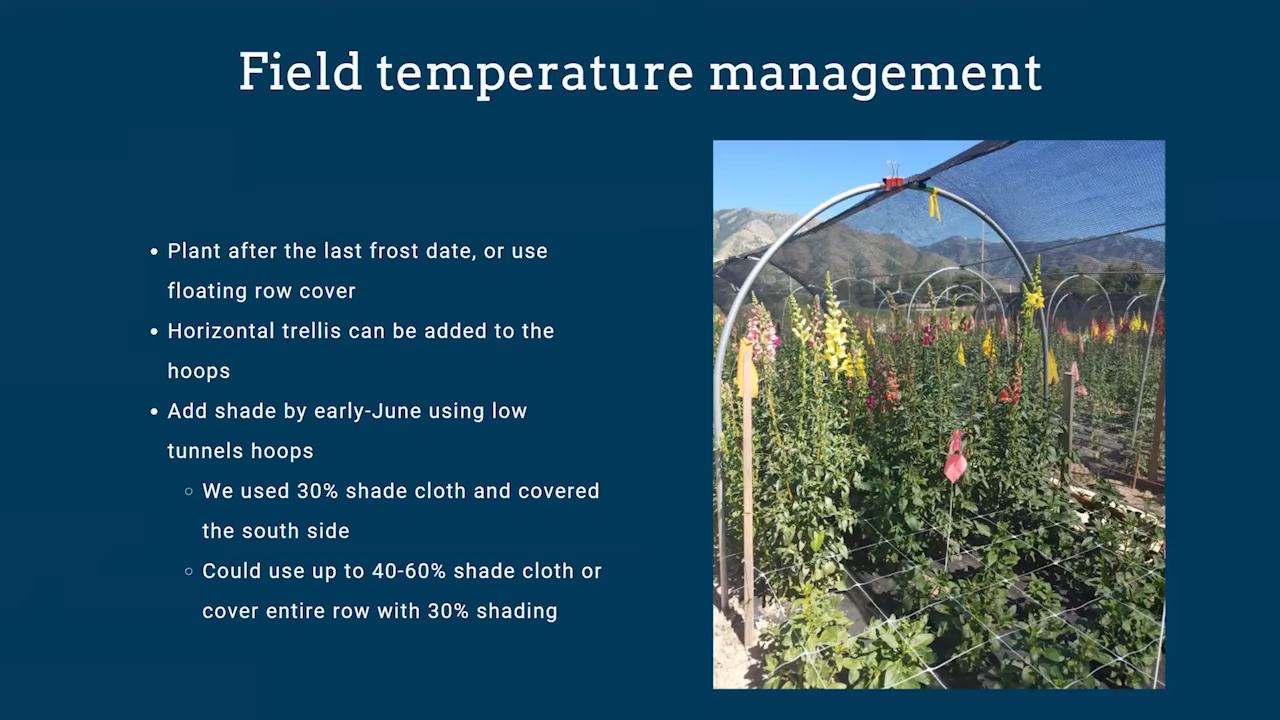 Field temperature management
• Plant after the last frost date, or use
floating row cover
• Horizontal trellis can be added to the
hoops
• Add shade by early-June using low
tunnels hoops
◦ We used 30% shade cloth and covered
the south side
◦ Could use up to 40-60% shade cloth or
cover entire row with 30% shading